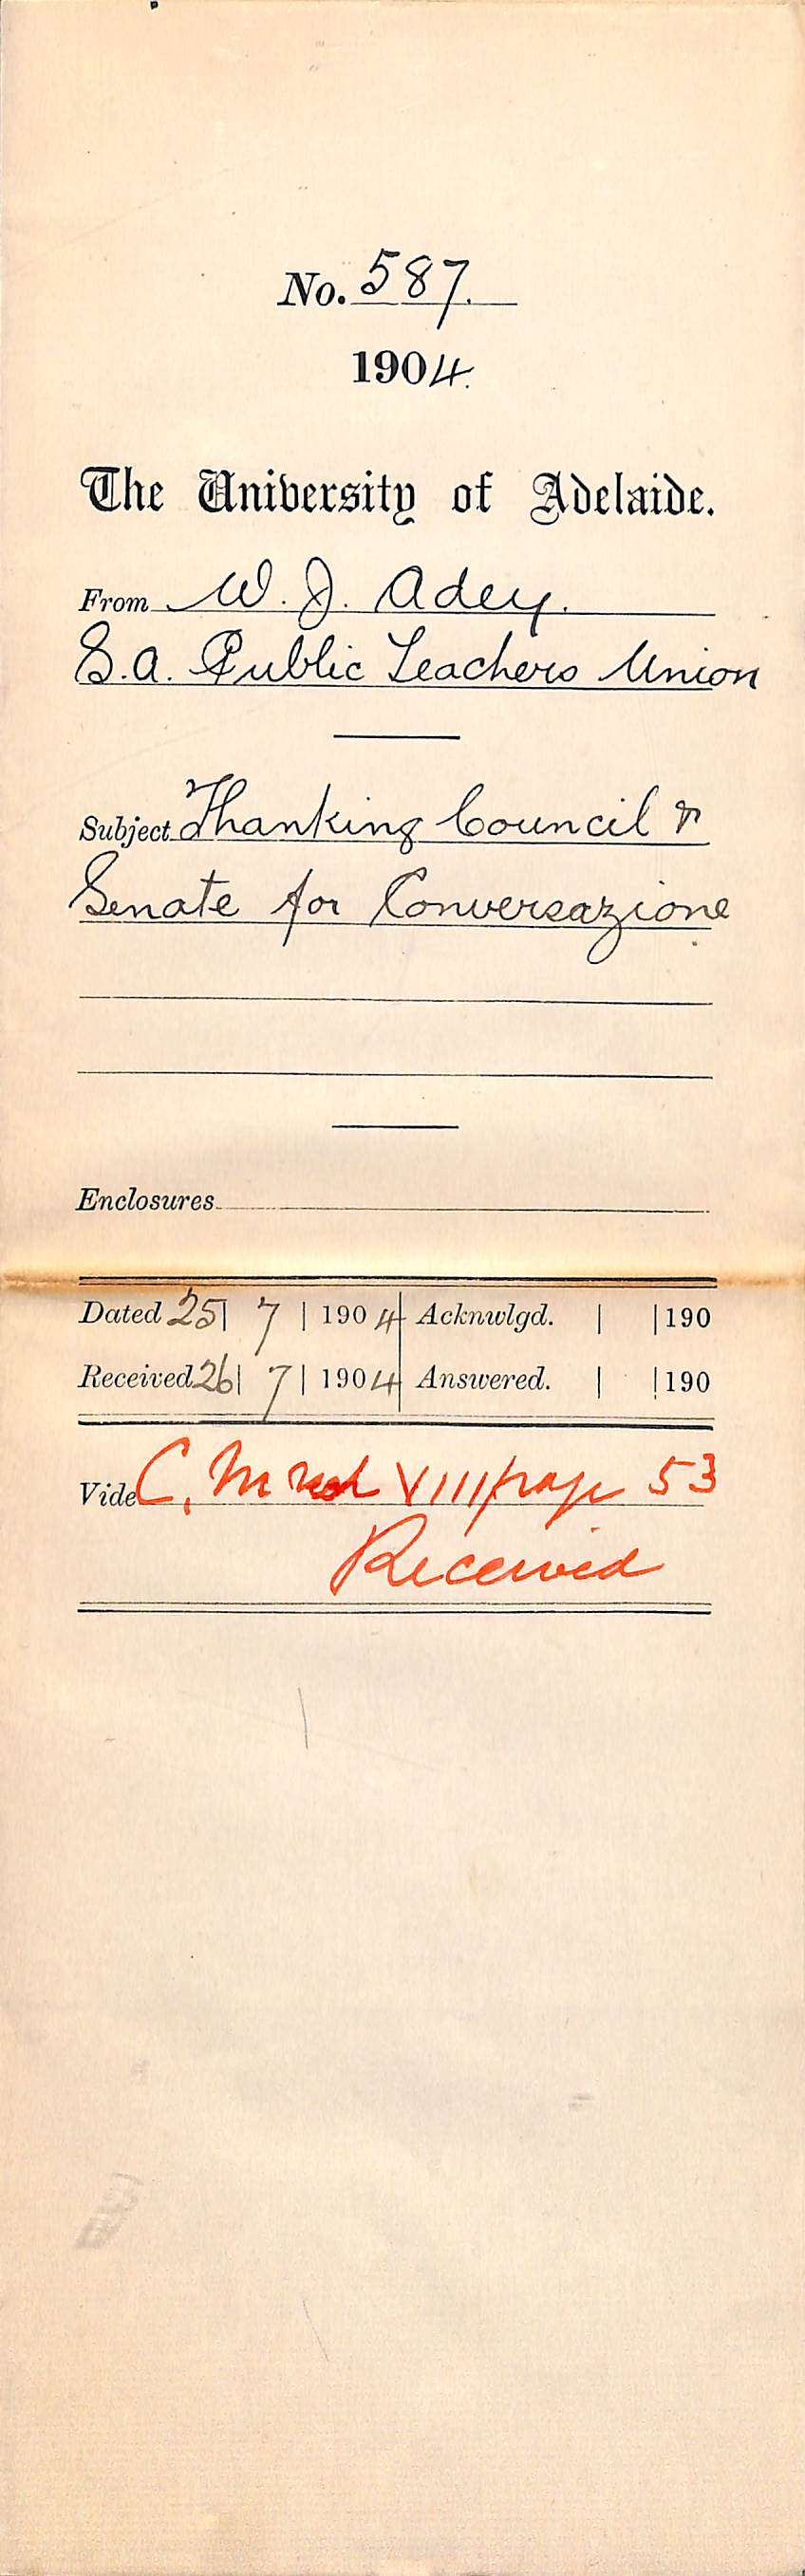 No. 587.
1904.
The University of Adelaide.
From W. J. Adey.
S.A. Public Teachers Union
Subject Thanking Council &
Senate for Conversazione
Enclosures
Dated 25| 7 | 1904 Acknwlgd. | |190
Received 26| 7 | 1904 Answered. | |190
Vide C, M Vol VIII/page 53
Received